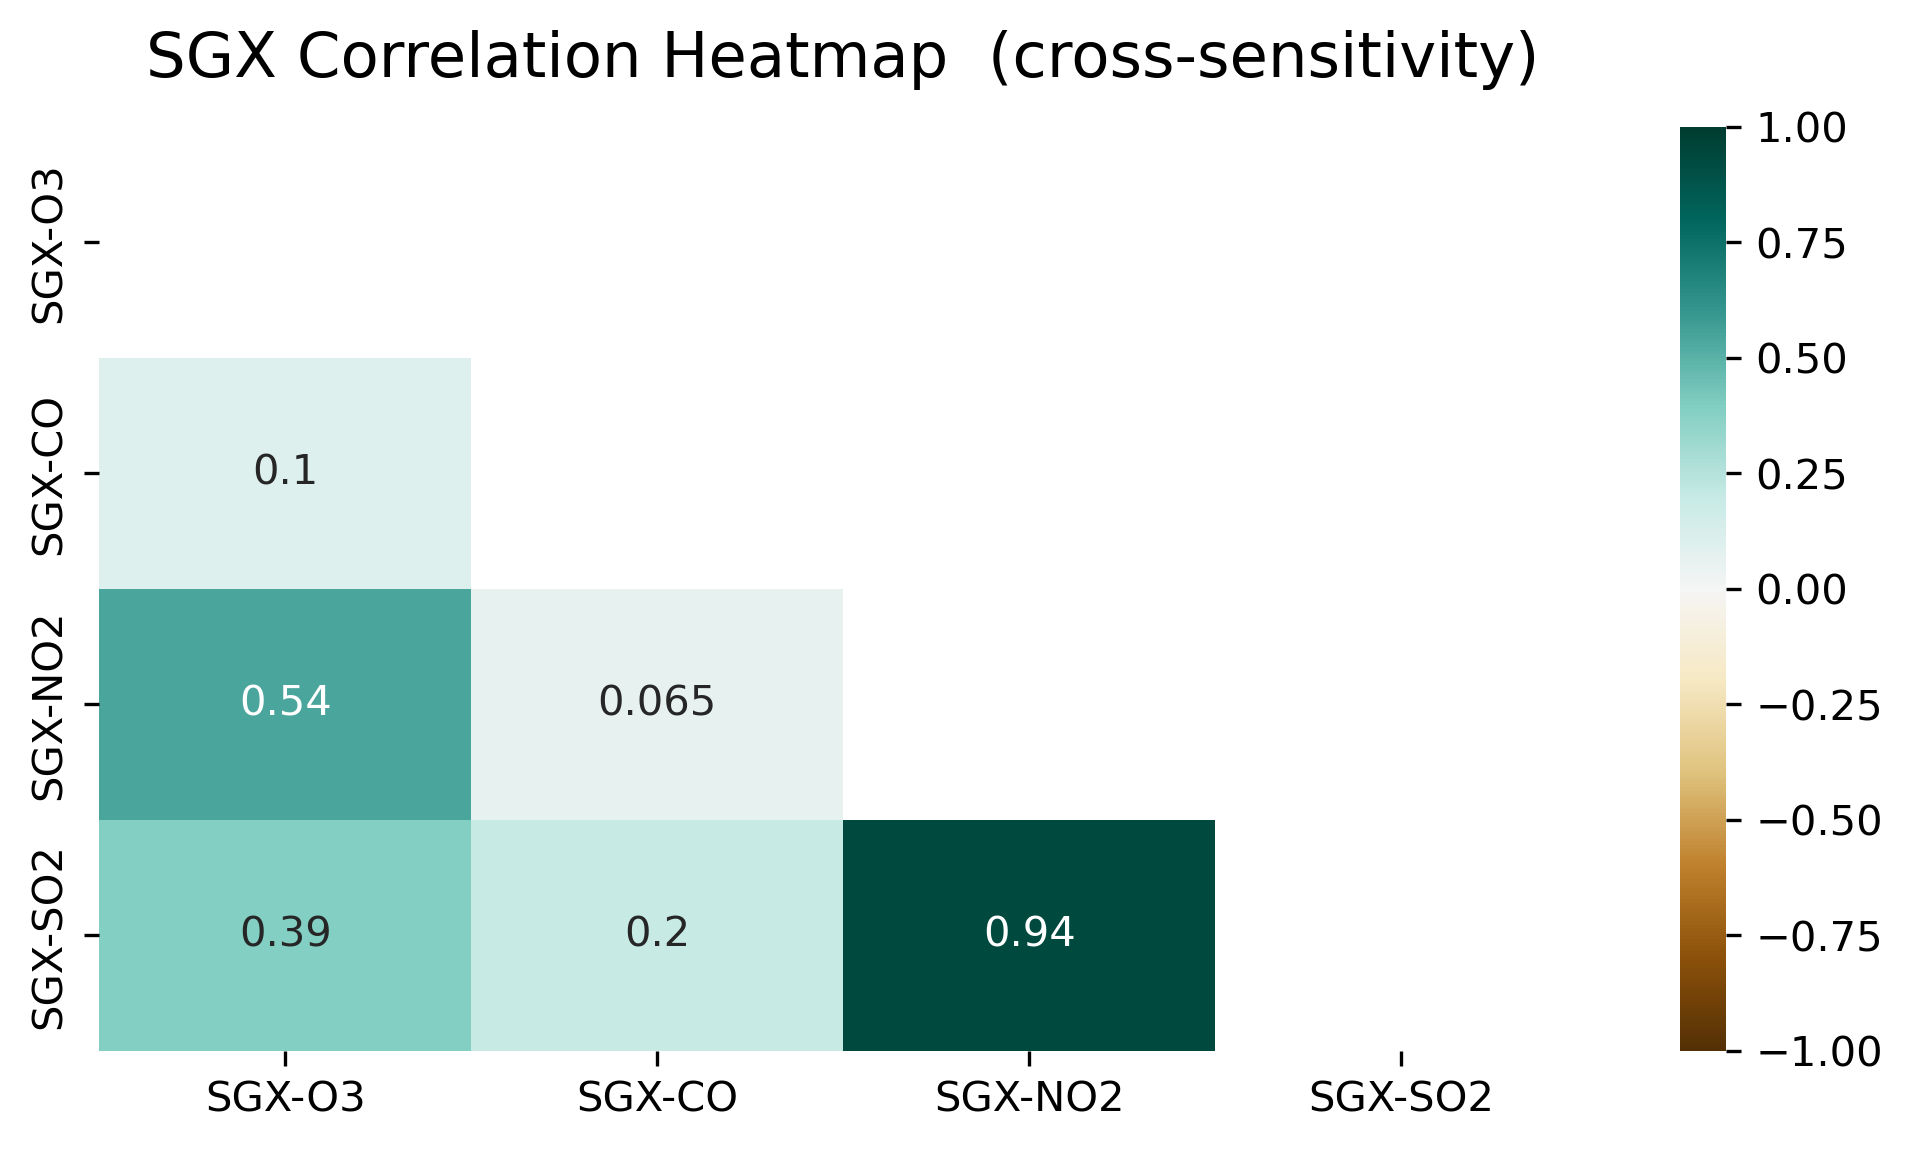 SGX Correlation Heatmap  (cross-sensitivity)
SGX-O3
SGX-CO
SGX-NO2
SGX-SO2
0.1
0.54 0.065
0.39 0.2 0.94
SGX-O3 SGX-CO SGX-NO2 SGX-SO2
1.00
0.75
0.50
0.25
0.00
−0.25
−0.50
−0.75
−1.00